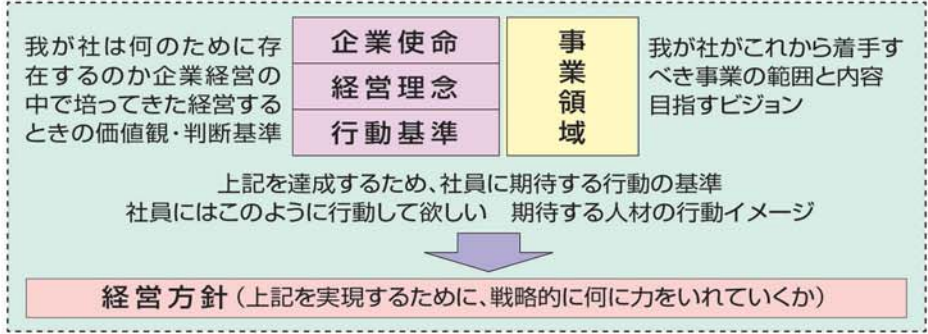 我が社は何のために存
在するのか企業経営の
中で培ってきた経営する
ときの価値観・判断基準
企業使命
経営理念
行動基準
事業領域
我が社がこれから着手す
べき事業の範囲と内容
目指すビジョン
上記を達成するため、社員に期待する行動の基準
社員にはこのように行動して欲しい　期待する人材の行動イメージ
経営方針（上記を実現するために、戦略的に何に力をいれていくか）